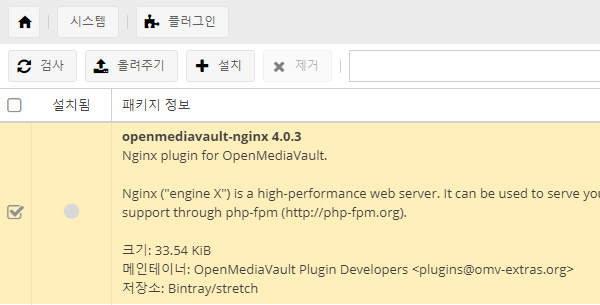 시스템 플러그인
검사 올려주기 설치 제거
설치됨 패키지 정보
openmediavault-nginx 4.0.3
Nginx plugin for OpenMediaVault.
Nginx ("engine X") is a high-performance web server. It can be used to serve you
support through php-fpm (http://php-fpm.org).
크기: 33.54 KiB
메인테이너: OpenMediaVault Plugin Developers <plugins@omv-extras.org>
저장소: Bintray/stretch